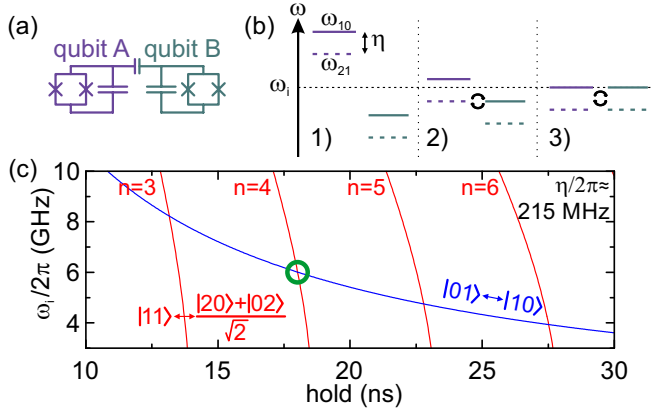 (a)
qubit A qubit B
(b)
ω
ω₁₀
η
ω₂₁
ωᵢ
1) 2) 3)
(c)
ωᵢ/2π (GHz)
10
8
6
4
n=3 n=4 n=5 n=6
η/2π≈
215 MHz
|11⟩↔|20⟩+|02⟩/√2
|01⟩↔|10⟩
10 15 20 25 30
hold (ns)